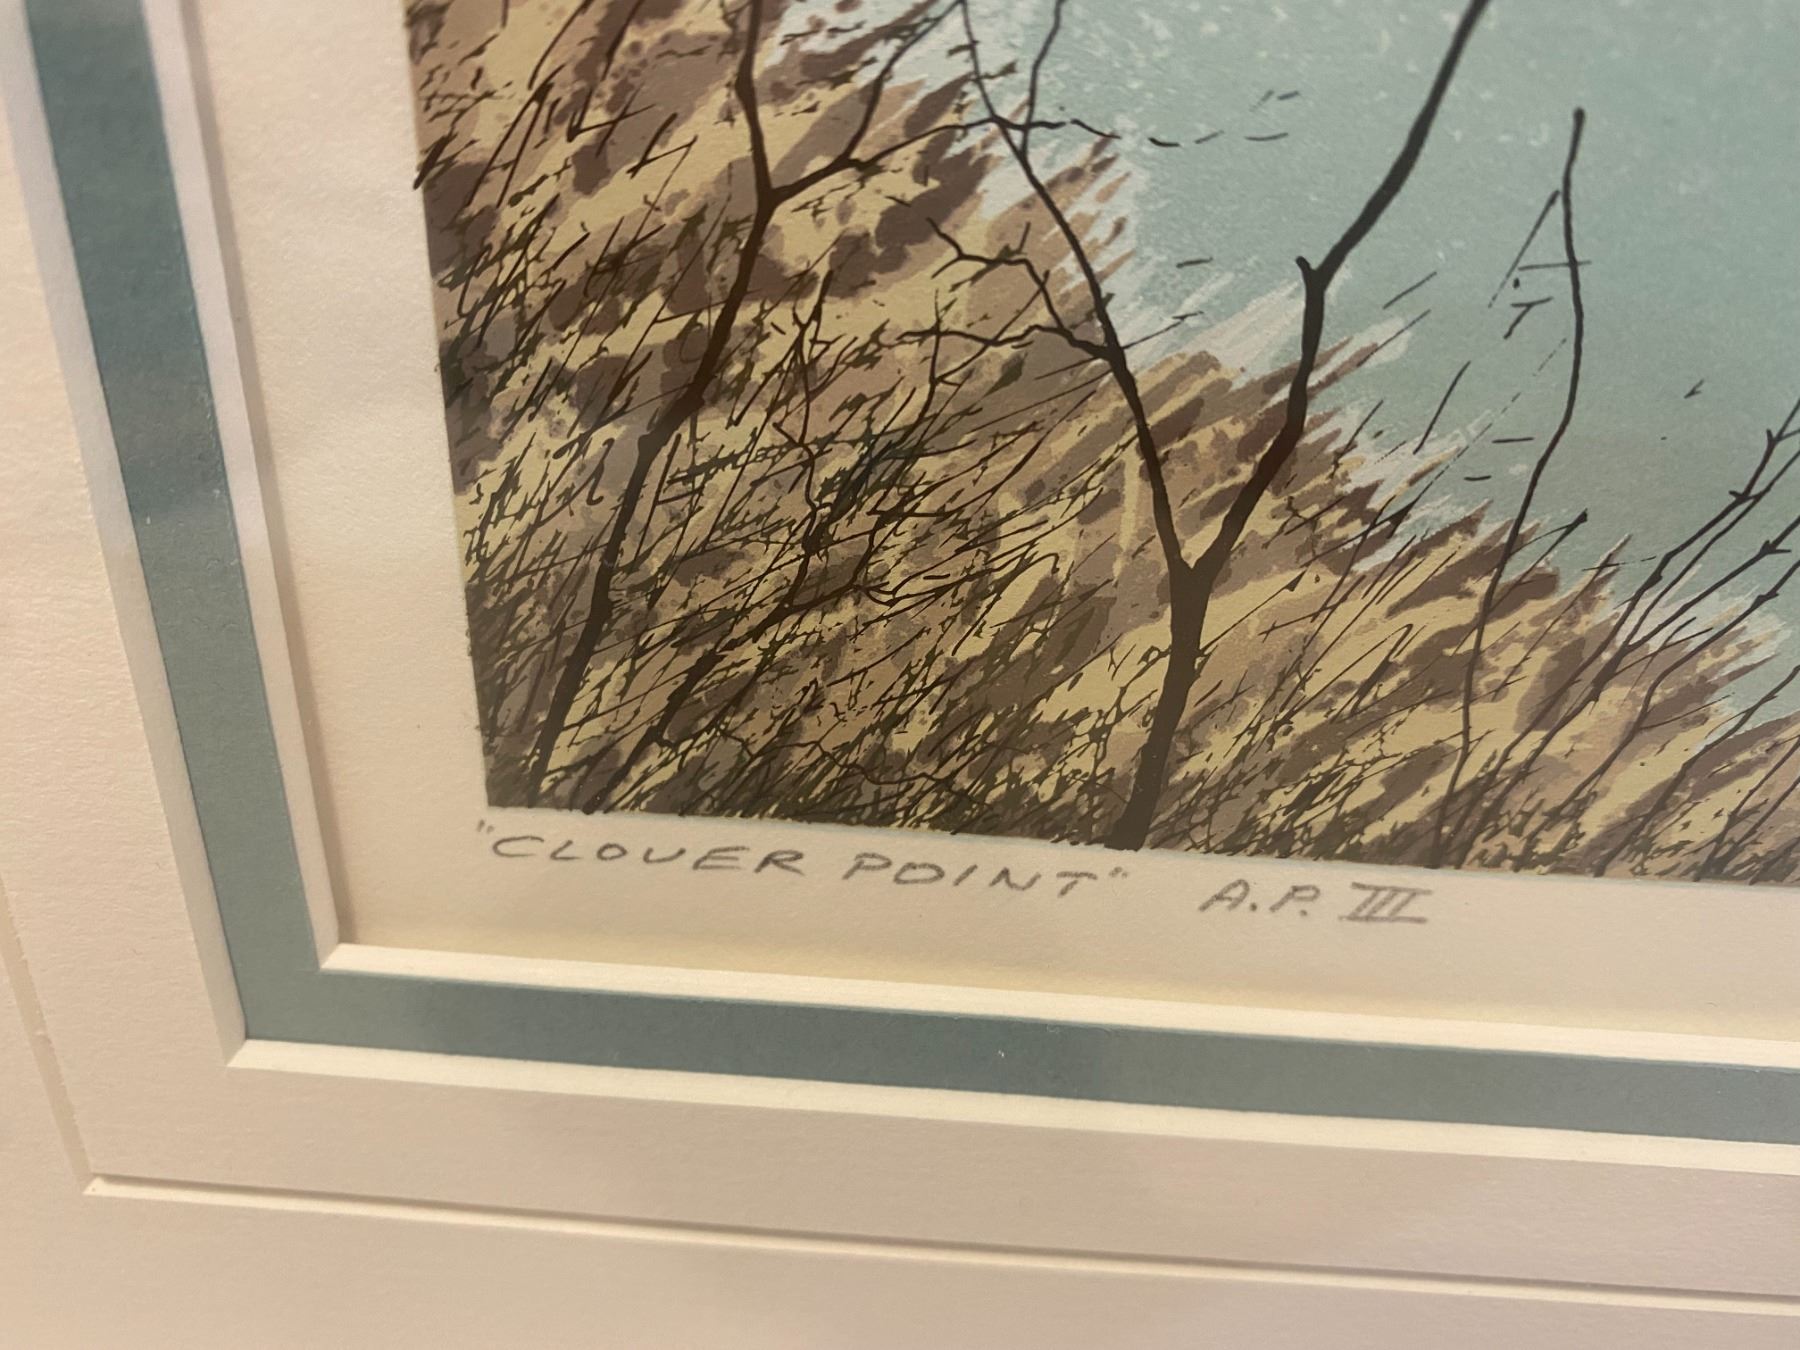 "CLOVER POINT" A.P. III